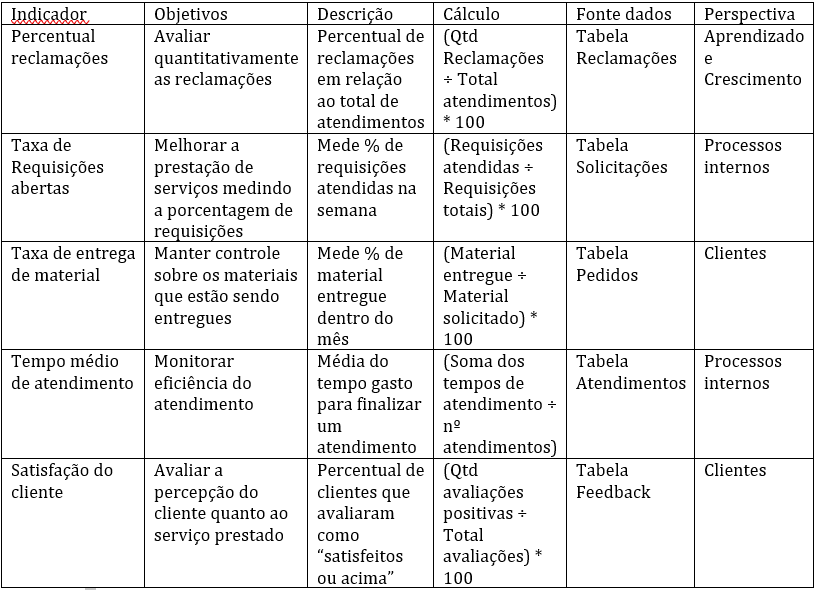 Indicador Objetivos Descrição Cálculo Fonte dados Perspectiva
Percentual Avaliar Percentual de (Qtd Tabela Aprendizado
reclamações quantitativamente reclamações Reclamações Reclamações e
as reclamações em relação ÷ Total Crescimento
ao total de atendimentos)
atendimentos * 100
Taxa de Melhorar a Mede % de (Requisições Tabela Processos
Requisições prestação de requisições atendidas ÷ Solicitações internos
abertas serviços medindo atendidas na Requisições
a porcentagem de semana totais) * 100
requisições
Taxa de entrega Manter controle Mede % de (Material Tabela Clientes
de material sobre os materiais material entregue ÷ Pedidos
que estão sendo entregue Material
entregues dentro do solicitado) *
mês 100
Tempo médio Monitorar Média do (Soma dos Tabela Processos
de atendimento eficiência do tempo gasto tempos de Atendimentos internos
atendimento para finalizar atendimento ÷
um nº
atendimento atendimentos)
Satisfação do Avaliar a Percentual de (Qtd Tabela Clientes
cliente percepção do clientes que avaliações Feedback
cliente quanto ao avaliaram positivas ÷
serviço prestado como Total
“satisfeitos avaliações) *
ou acima” 100